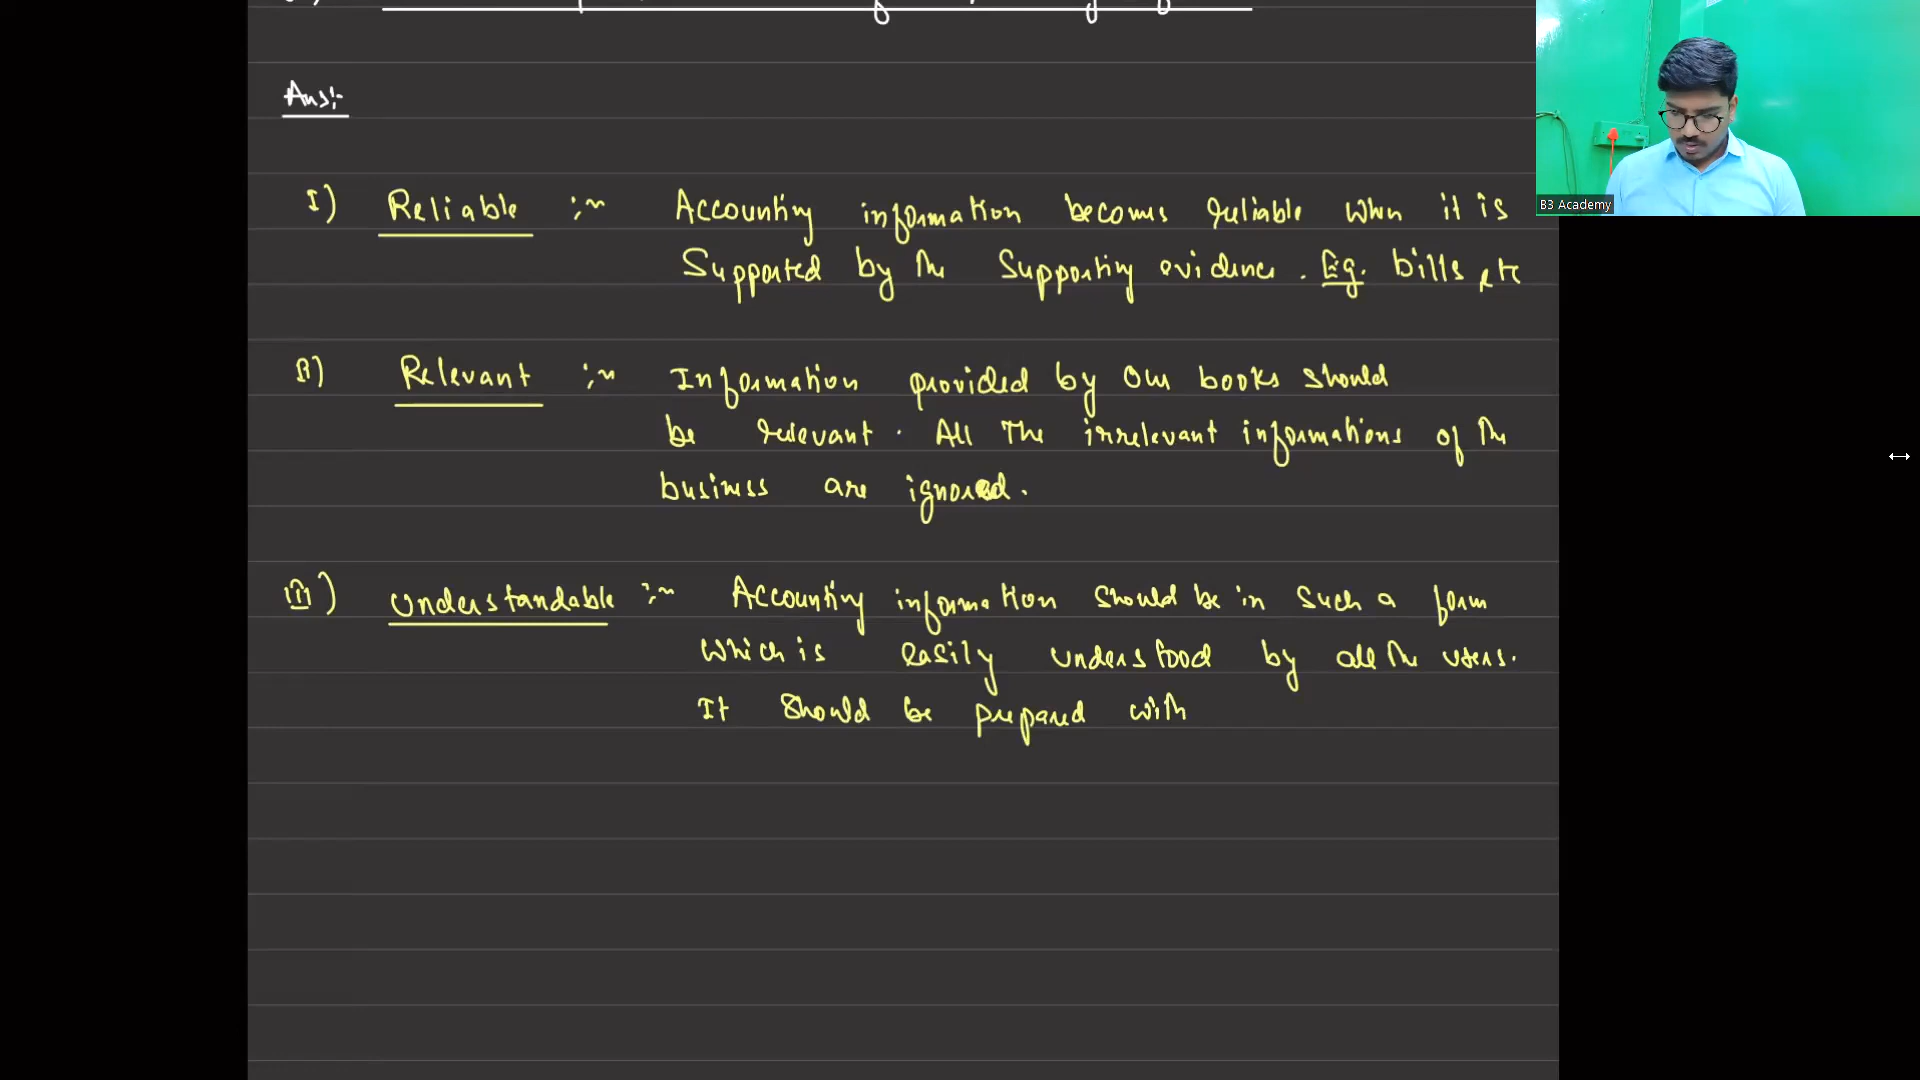 Ans:-
I) Reliable :- Accounting information becomes reliable when it is
Supported by the Supporting evidence. Eg. bills, etc
II) Relevant :- Information provided by our books should
be relevant. All the irrelevant informations of the
business are ignored.
III) Understandable :- Accounting information should be in such a form
which is easily understood by all the users.
It should be prepared with
B3 Academy